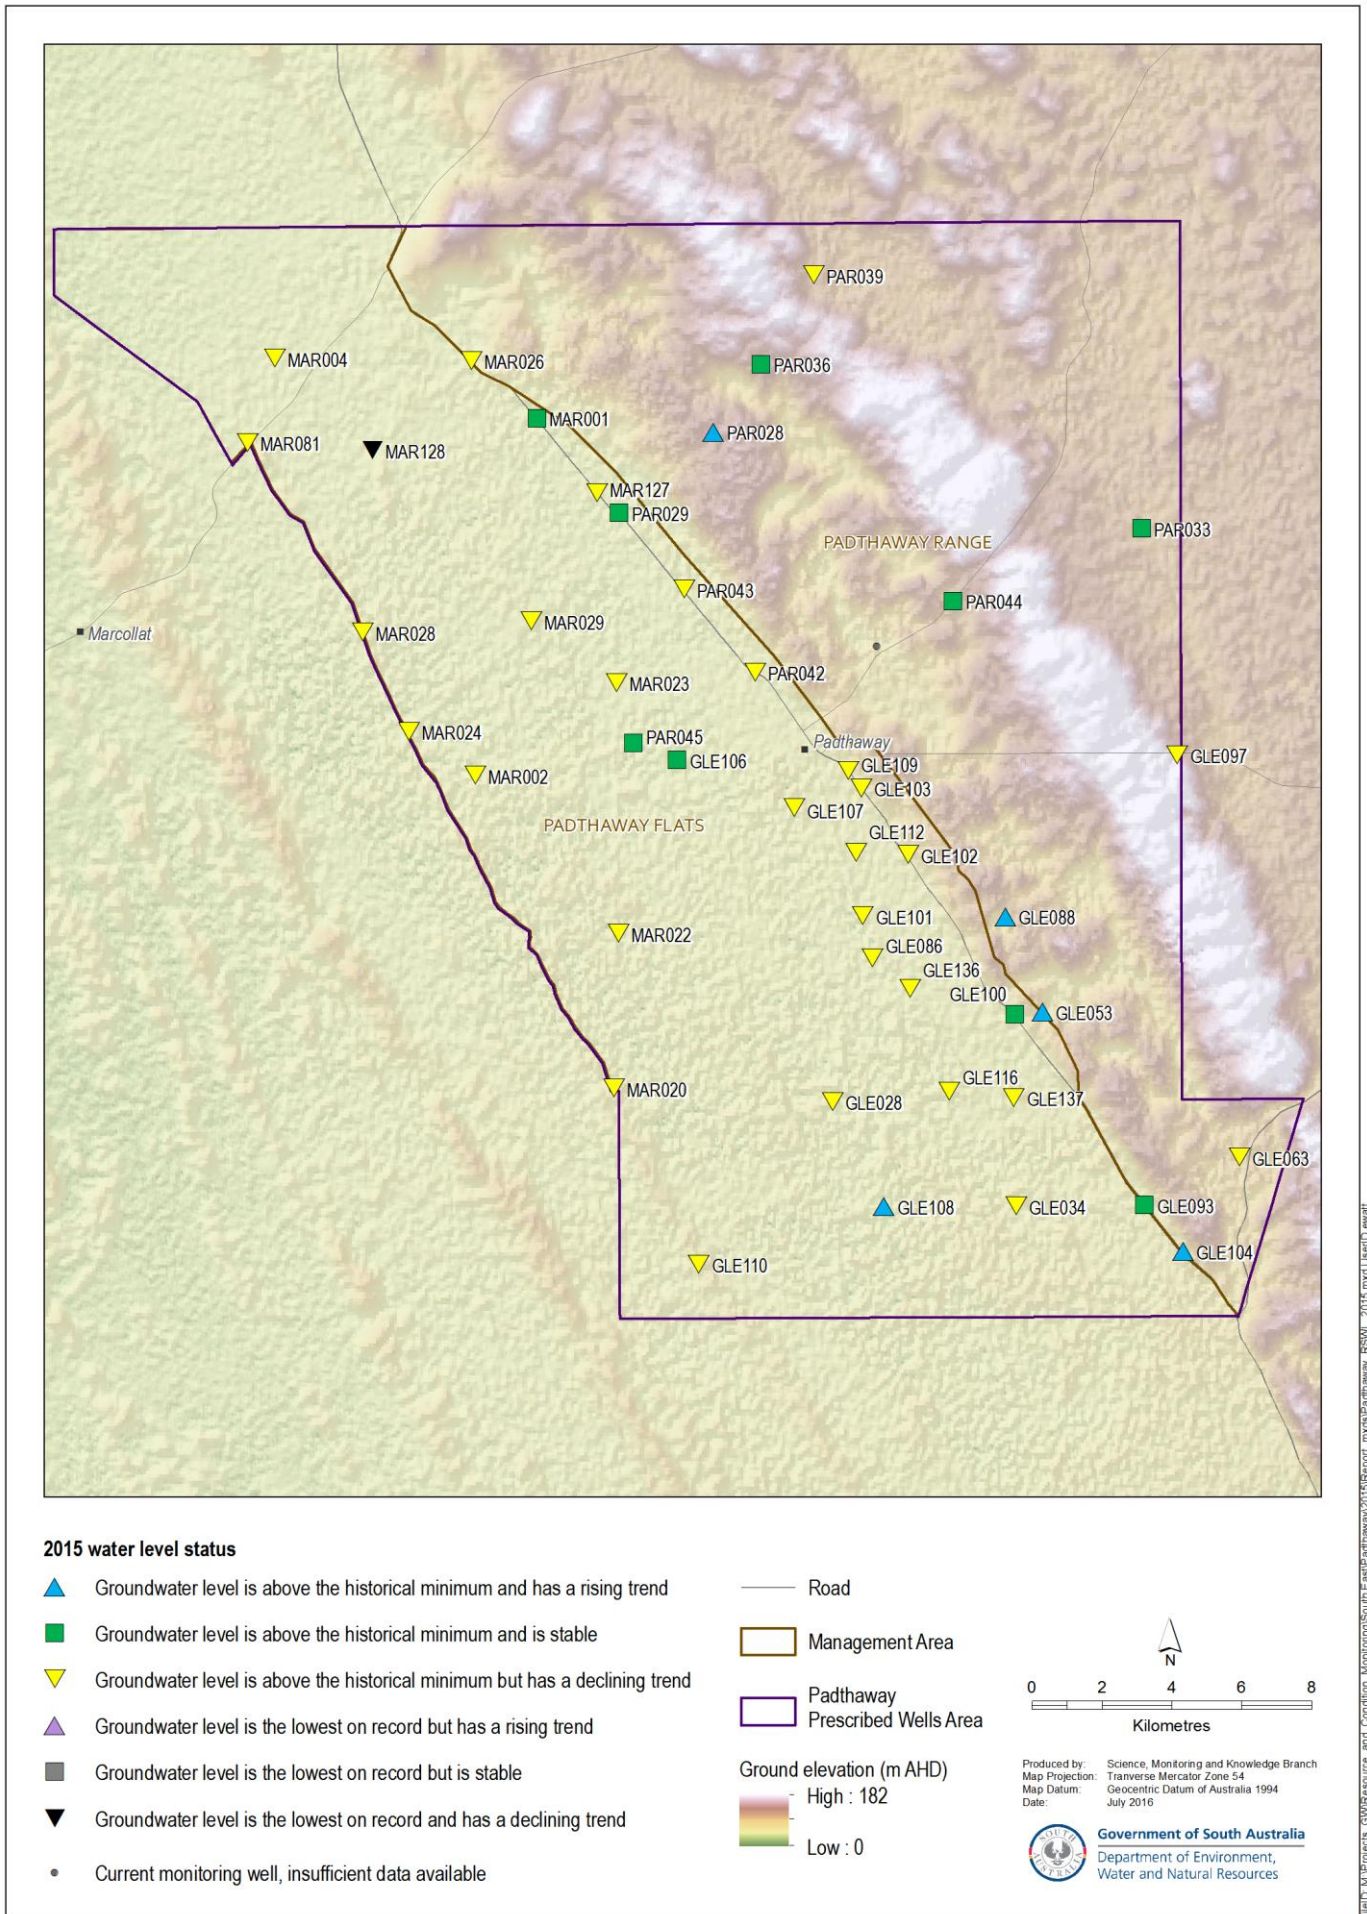 PAR039
MAR004
MAR026
PAR036
MAR001
PAR028
MAR081
MAR128
MAR127
PAR029
PAR033
PADTHAWAY RANGE
PAR043
PAR044
MAR029
Marcollat
MAR028
PAR042
MAR023
MAR024
PAR045
Padthaway
GLE106
GLE097
GLE109
MAR002
GLE103
GLE107
PADTHAWAY FLATS
GLE112
GLE102
GLE101
GLE088
MAR022
GLE086
GLE136
GLE100
GLE053
MAR020
GLE116
GLE028
GLE137
GLE063
GLE108
GLE034
GLE093
GLE104
GLE110
2015 water level status
Groundwater level is above the historical minimum and has a rising trend
Groundwater level is above the historical minimum and is stable
Groundwater level is above the historical minimum but has a declining trend
Groundwater level is the lowest on record but has a rising trend
Groundwater level is the lowest on record but is stable
Groundwater level is the lowest on record and has a declining trend
Current monitoring well, insufficient data available
Road
Management Area
Padthaway
Prescribed Wells Area
Ground elevation (m AHD)
High : 182
Low : 0
N
0 2 4 6 8
Kilometres
Produced by: Science, Monitoring and Knowledge Branch
Map Projection: Tranverse Mercator Zone 54
Map Datum: Geocentric Datum of Australia 1994
Date: July 2016
SOUTH AUSTRALIA
Government of South Australia
Department of Environment,
Water and Natural Resources